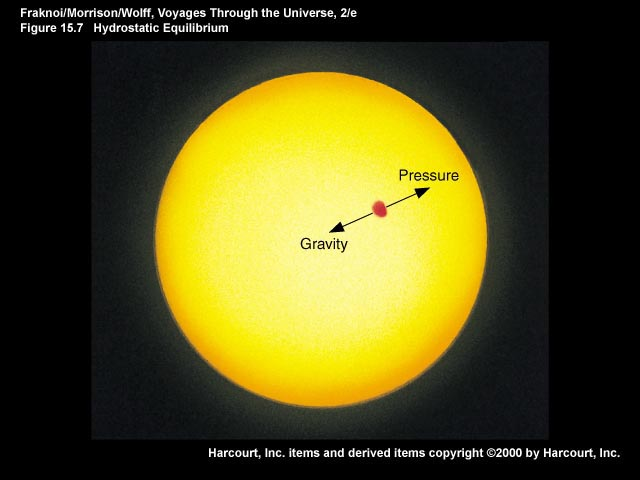 Fraknoi/Morrison/Wolff, Voyages Through the Universe, 2/e
Figure 15.7 Hydrostatic Equilibrium
Pressure
Gravity
Harcourt, Inc. items and derived items copyright ©2000 by Harcourt, Inc.